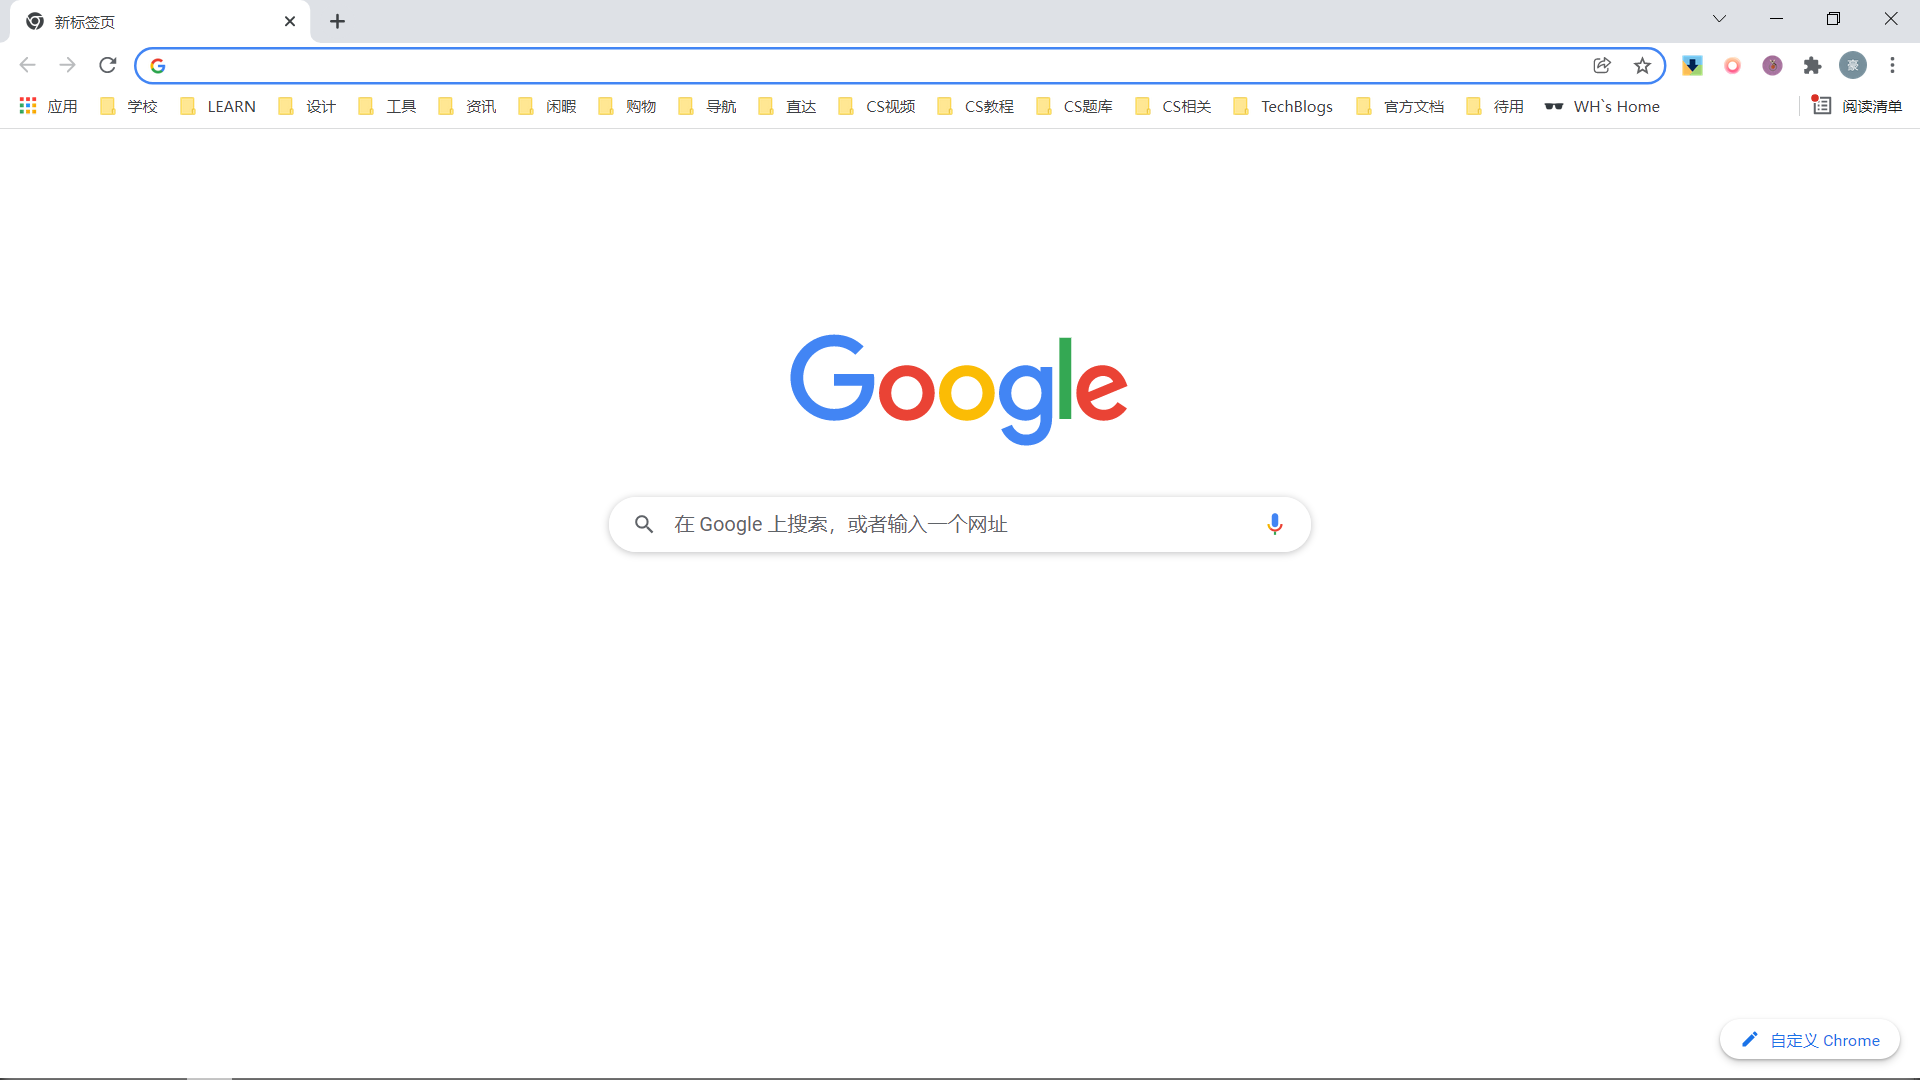 新标签页
豪
应用 学校 LEARN 设计 工具 资讯 闲暇 购物 导航 直达 CS视频 CS教程 CS题库 CS相关 TechBlogs 官方文档 待用 WH`s Home 阅读清单
Google
在 Google 上搜索，或者输入一个网址
自定义 Chrome